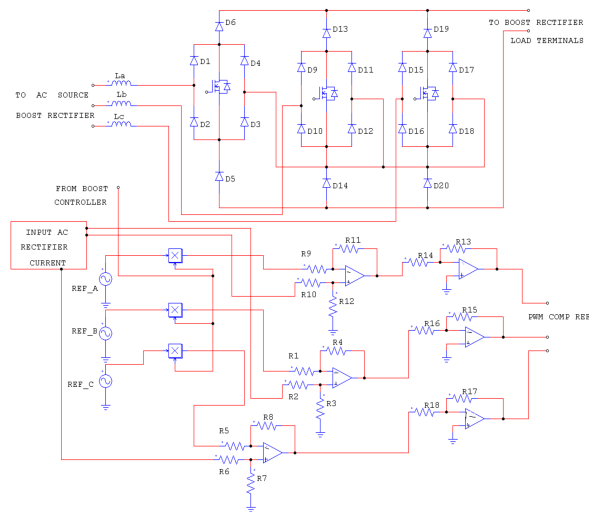 D6
D13
D19
TO BOOST RECTIFIER
LOAD TERMINALS
D1
D4
D9
D11
D15
D17
La
TO AC SOURCE
Lb
BOOST RECTIFIER
Lc
D2
D3
D10
D12
D16
D18
D5
D14
D20
FROM BOOST
CONTROLLER
INPUT AC
RECTIFIER
CURRENT
R11
R13
R9
R14
REF_A
R10
R12
R15
PWM COMP REF
REF_B
R16
R4
R1
REF_C
R2
R3
R17
R18
R8
R5
R6
R7